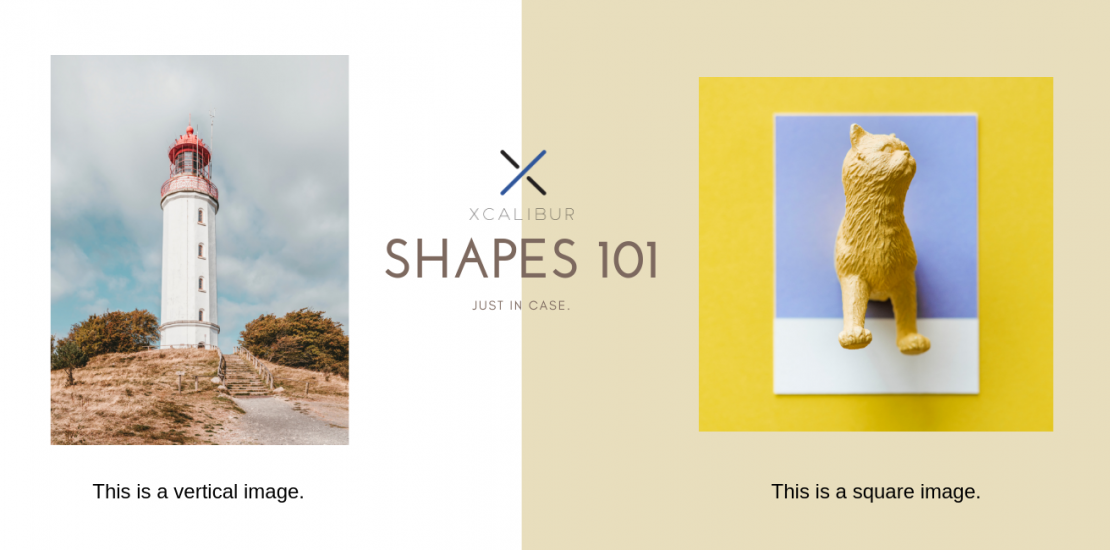 XCALIBUR
SHAPES 101
JUST IN CASE.
This is a vertical image.
This is a square image.